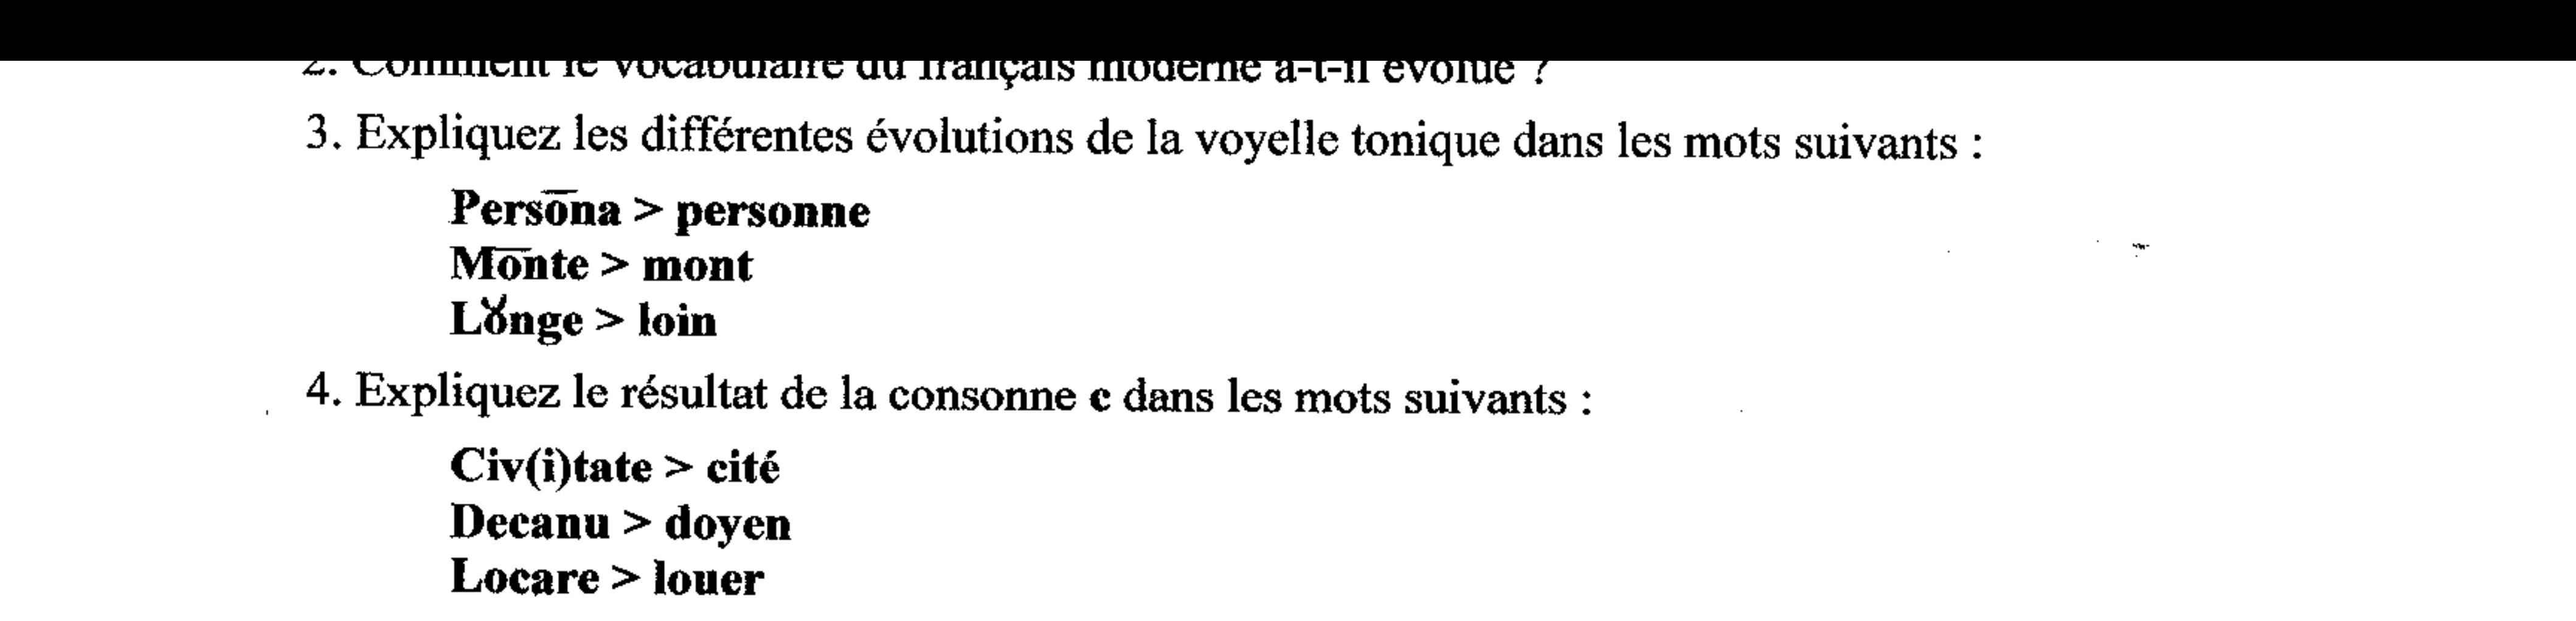 2. Comment le vocabulaire du français moderne a-t-il évolué ?
3. Expliquez les différentes évolutions de la voyelle tonique dans les mots suivants :
Persōna > personne
Mōnte > mont
Lŏnge > loin
4. Expliquez le résultat de la consonne c dans les mots suivants :
Civ(i)tate > cité
Decanu > doyen
Locare > louer